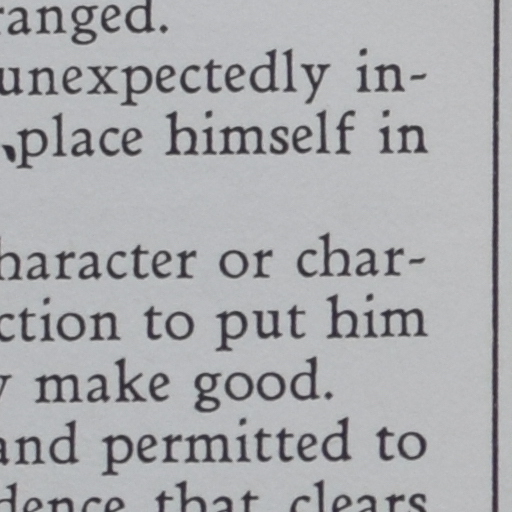 ranged.
unexpectedly in-
place himself in
haracter or char-
ction to put him
make good.
and permitted to
dence that clears